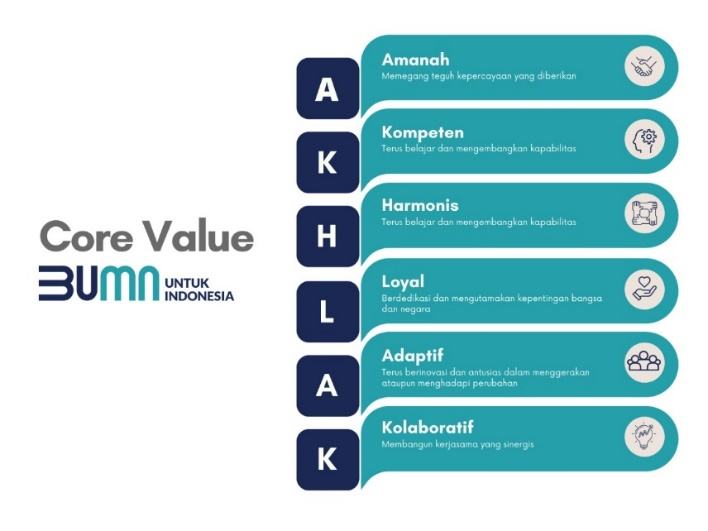 Core Value
BUMN UNTUK
INDONESIA
A
Amanah
Memegang teguh kepercayaan yang diberikan
K
Kompeten
Terus belajar dan mengembangkan kapabilitas
H
Harmonis
Terus belajar dan mengembangkan kapabilitas
L
Loyal
Berdedikasi dan mengutamakan kepentingan bangsa
dan negara
A
Adaptif
Terus berinovasi dan antusias dalam menggerakan
ataupun menghadapi perubahan
K
Kolaboratif
Membangun kerjasama yang sinergis